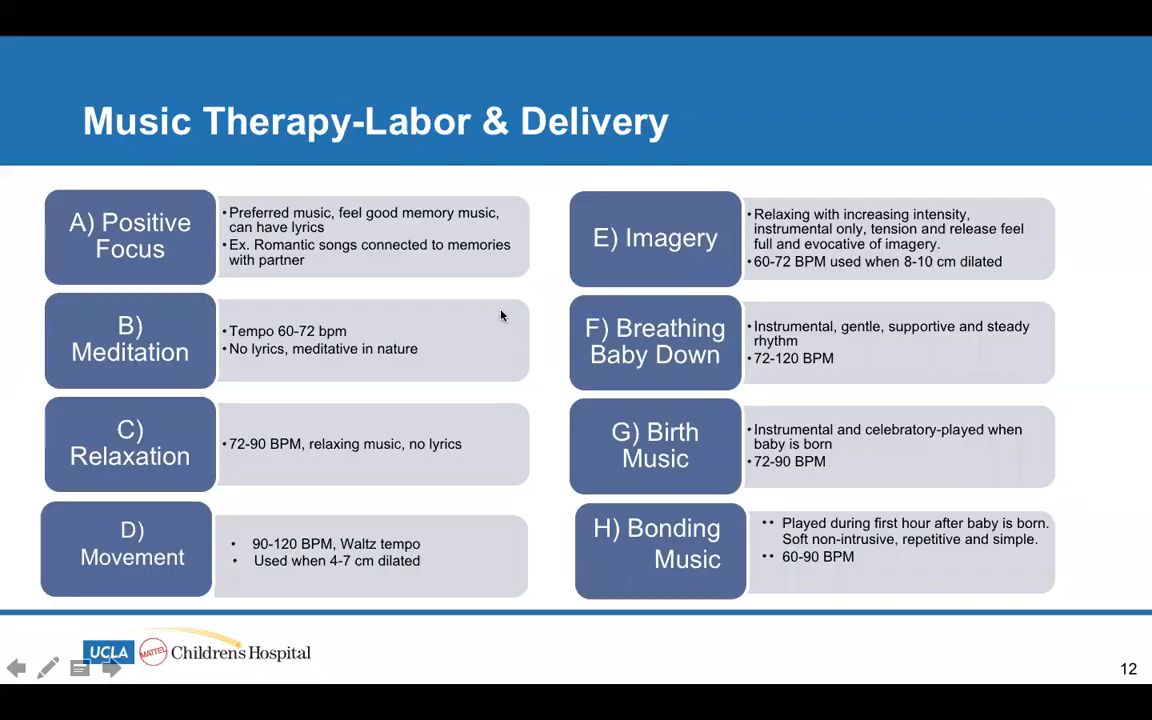 Music Therapy-Labor & Delivery
A) Positive
Focus
•Preferred music, feel good memory music,
can have lyrics
•Ex. Romantic songs connected to memories
with partner
B)
Meditation
•Tempo 60-72 bpm
•No lyrics, meditative in nature
C)
Relaxation
•72-90 BPM, relaxing music, no lyrics
D)
Movement
• 90-120 BPM, Waltz tempo
• Used when 4-7 cm dilated
E) Imagery
•Relaxing with increasing intensity,
instrumental only, tension and release feel
full and evocative of imagery.
•60-72 BPM used when 8-10 cm dilated
F) Breathing
Baby Down
•Instrumental, gentle, supportive and steady
rhythm
•72-120 BPM
G) Birth
Music
•Instrumental and celebratory-played when
baby is born
•72-90 BPM
H) Bonding
Music
•• Played during first hour after baby is born.
Soft non-intrusive, repetitive and simple.
•• 60-90 BPM
UCLA MATTEL Children's Hospital
12